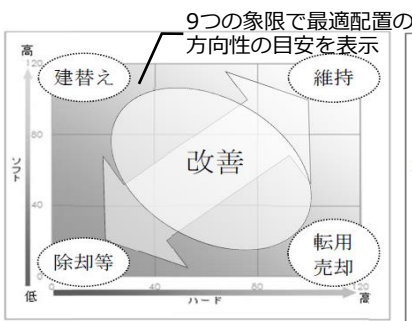 9つの象限で最適配置の
方向性の目安を表示
高
120
建替え
維持
80
ソフト
改善
40
除却等
転用
売却
0
0
40
80
120
低
ハード
高